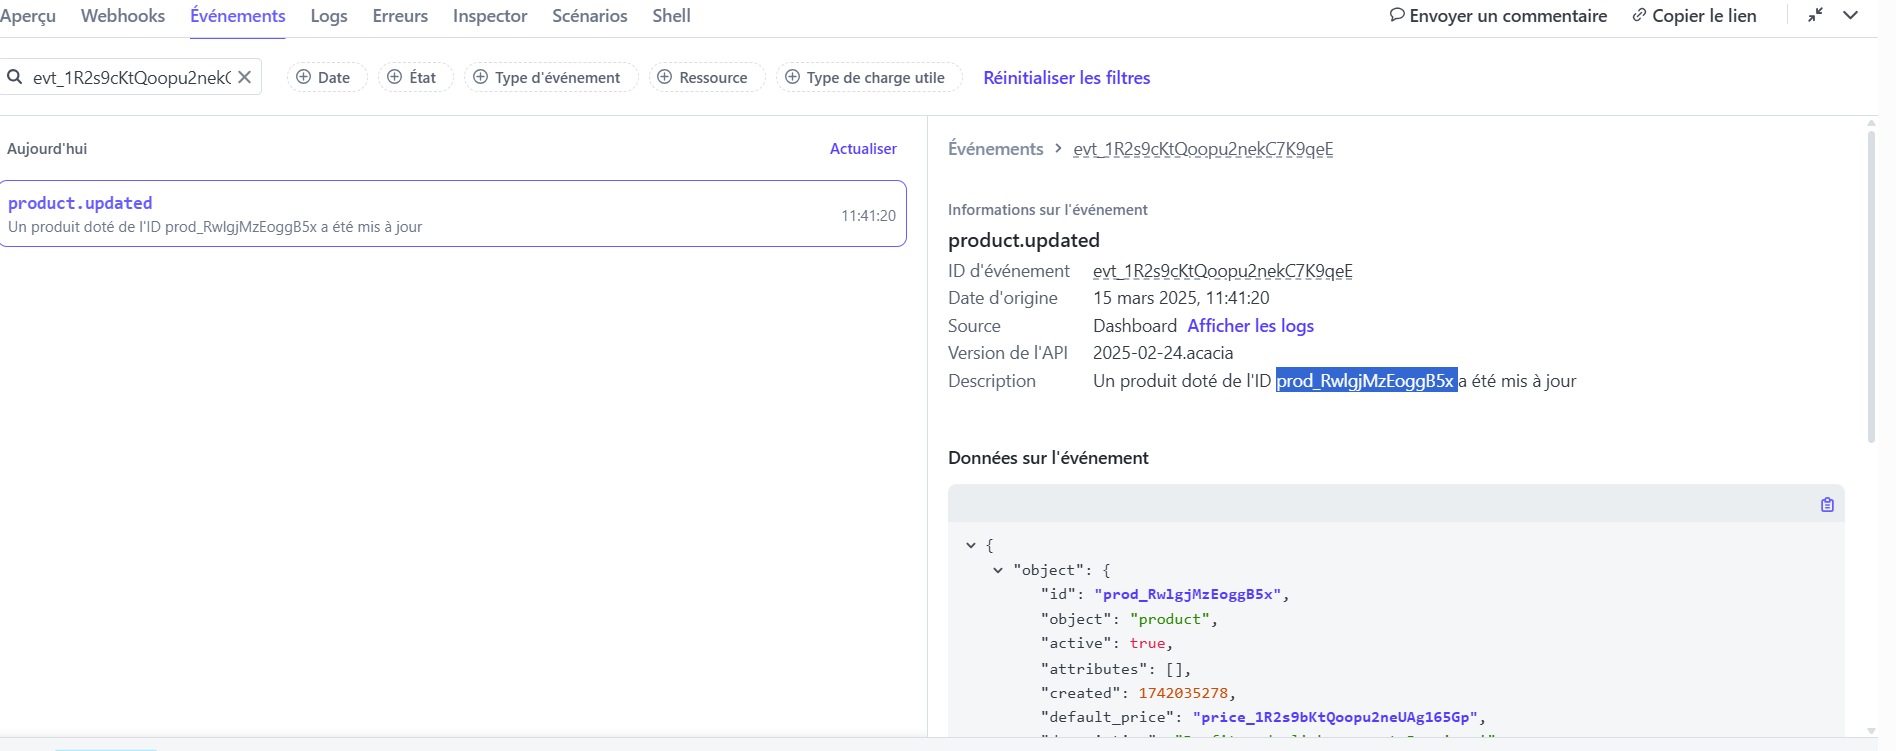 Aperçu Webhooks Événements Logs Erreurs Inspector Scénarios Shell Envoyer un commentaire Copier le lien
evt_1R2s9cKtQoopu2nekC Date État Type d'événement Ressource Type de charge utile Réinitialiser les filtres
Aujourd'hui Actualiser
product.updated
Un produit doté de l'ID prod_RwlgjMzEoggB5x a été mis à jour
11:41:20
Événements > evt_1R2s9cKtQoopu2nekC7K9qeE
Informations sur l'événement
product.updated
ID d'événement evt_1R2s9cKtQoopu2nekC7K9qeE
Date d'origine 15 mars 2025, 11:41:20
Source Dashboard Afficher les logs
Version de l'API 2025-02-24.acacia
Description Un produit doté de l'ID prod_RwlgjMzEoggB5x a été mis à jour
Données sur l'événement
{
"object": {
"id": "prod_RwlgjMzEoggB5x",
"object": "product",
"active": true,
"attributes": [],
"created": 1742035278,
"default_price": "price_1R2s9bKtQoopu2neUAg165Gp",